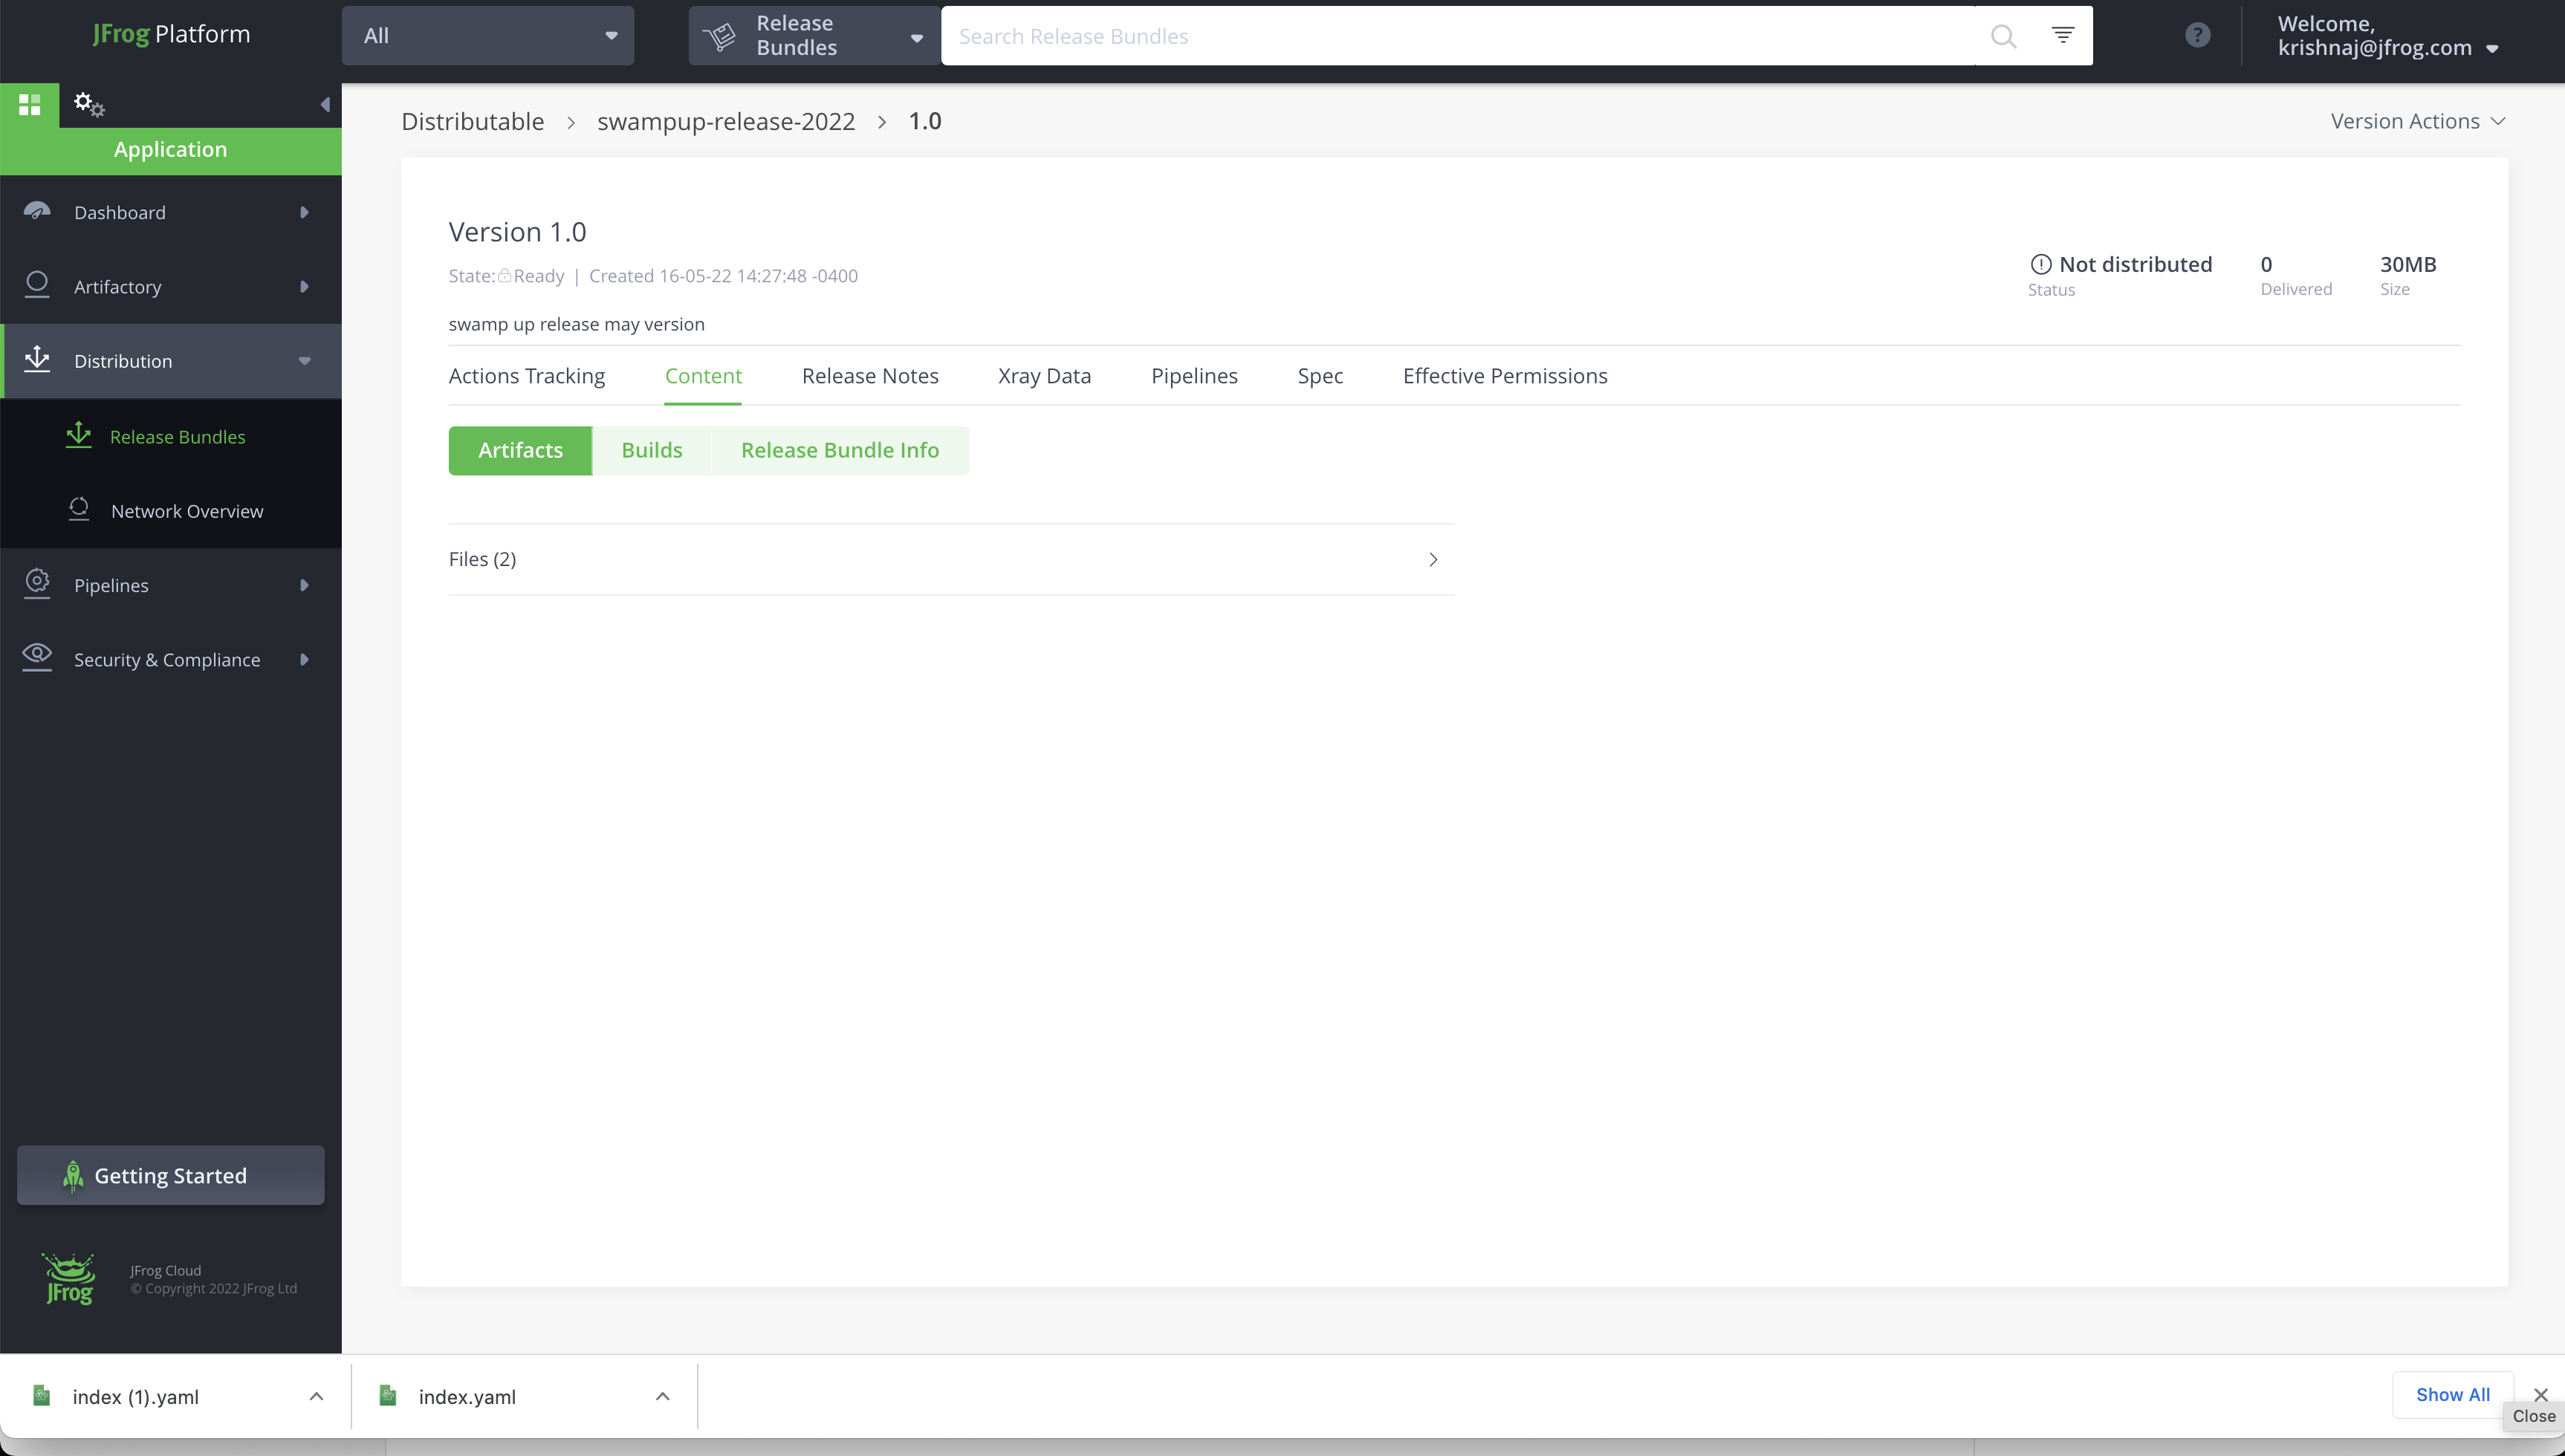 JFrog Platform
All
Release
Bundles
Search Release Bundles
?
Welcome,
krishnaj@jfrog.com
Application
Dashboard
Artifactory
Distribution
Release Bundles
Network Overview
Pipelines
Security & Compliance
Getting Started
JFrog
JFrog Cloud
© Copyright 2022 JFrog Ltd
Distributable > swampup-release-2022 > 1.0
Version Actions
Version 1.0
State: Ready | Created 16-05-22 14:27:48 -0400
swamp up release may version
Not distributed
Status
0
Delivered
30MB
Size
Actions Tracking Content Release Notes Xray Data Pipelines Spec Effective Permissions
Artifacts Builds Release Bundle Info
Files (2)
index (1).yaml
index.yaml
Show All
Close